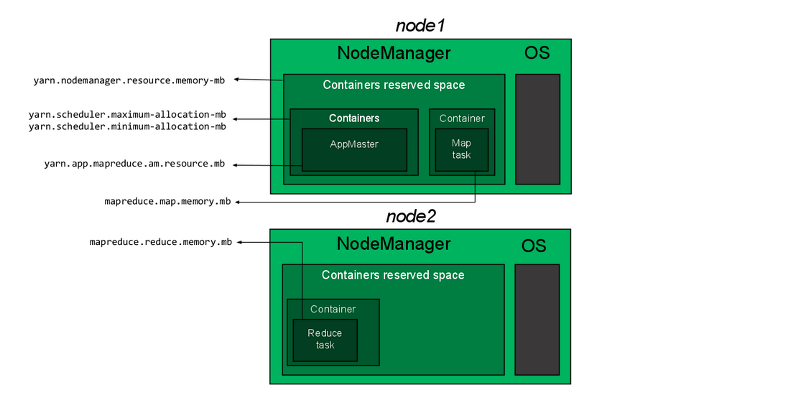 node1
NodeManager
OS
yarn.nodemanager.resource.memory-mb
Containers reserved space
yarn.scheduler.maximum-allocation-mb
yarn.scheduler.minimum-allocation-mb
Containers
Container
AppMaster
Map
task
yarn.app.mapreduce.am.resource.mb
mapreduce.map.memory.mb
node2
mapreduce.reduce.memory.mb
NodeManager
OS
Containers reserved space
Container
Reduce
task